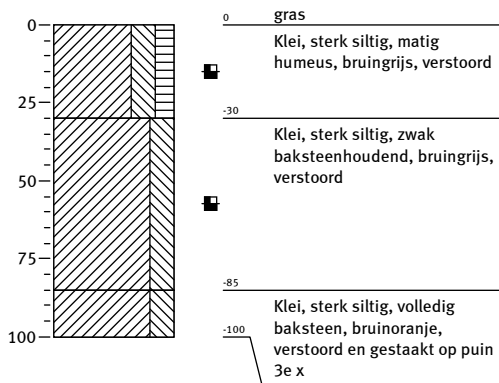 0
25
50
75
100
0
gras
Klei, sterk siltig, matig
humeus, bruingrijs, verstoord
-30
Klei, sterk siltig, zwak
baksteenhoudend, bruingrijs,
verstoord
-85
Klei, sterk siltig, volledig
baksteen, bruinoranje,
verstoord en gestaakt op puin
3e x
-100